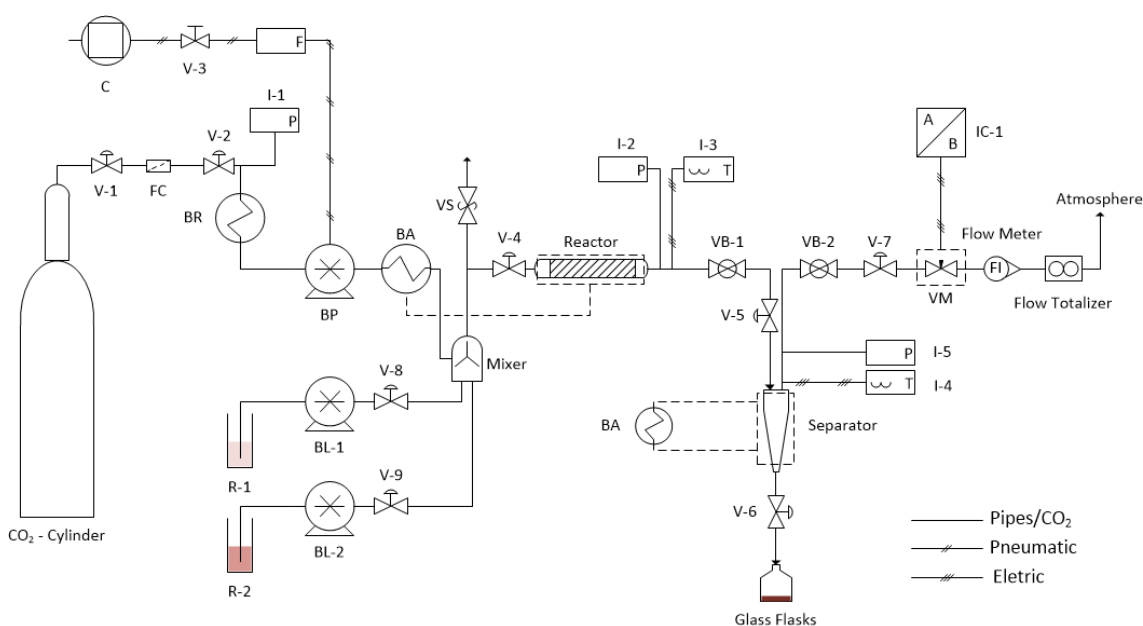 C
V-3
F
I-1
P
V-2
V-1
FC
BR
VS
BA
BP
V-4
Reactor
I-2
P
I-3
T
VB-1
VB-2
V-7
A
B
IC-1
Atmosphere
Flow Meter
FI
VM
Flow Totalizer
V-5
Mixer
V-8
BL-1
R-1
V-9
BL-2
R-2
P
I-5
T
I-4
BA
Separator
V-6
Glass Flasks
CO₂ - Cylinder
Pipes/CO₂
Pneumatic
Eletric